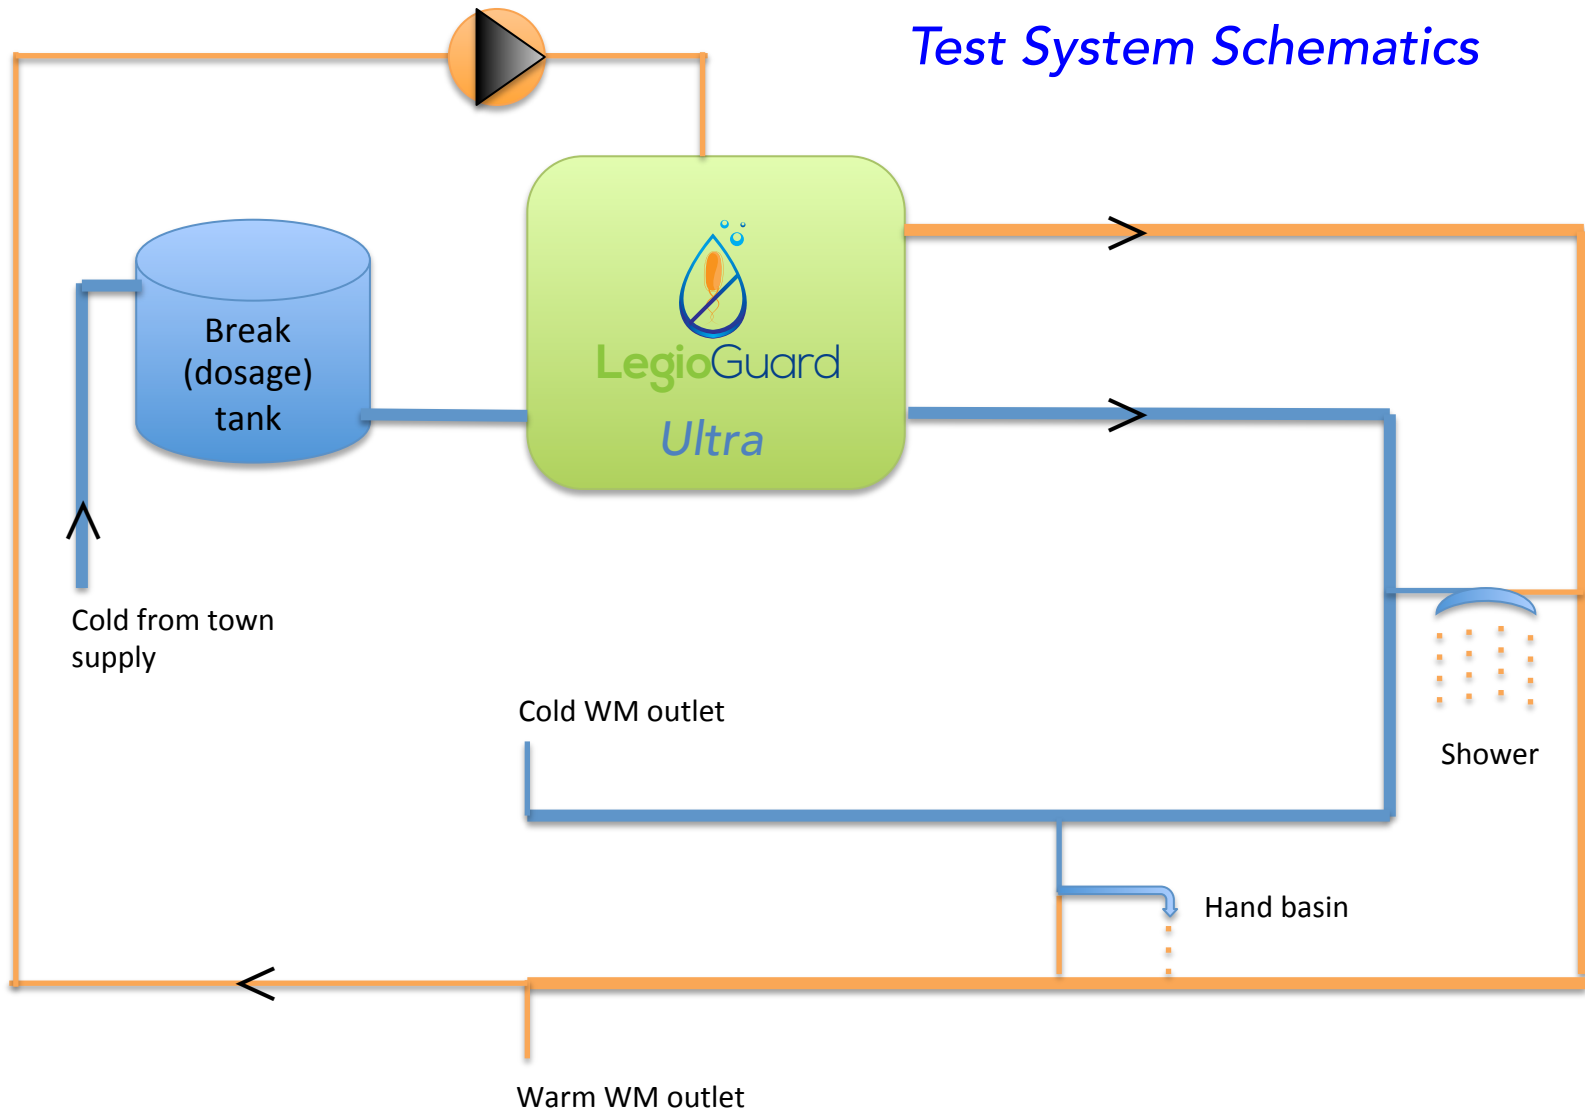 Test System Schematics
Break
(dosage)
tank
LegioGuard
Ultra
Cold from town
supply
Cold WM outlet
Shower
Hand basin
Warm WM outlet